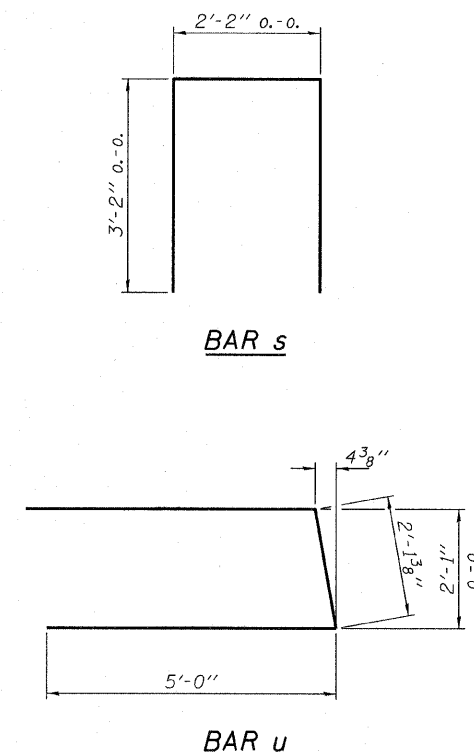 2'-2" o.-o.
3'-2" o.-o.
BAR s
4 3/8"
2'-1 3/8"
2'-1"
o-o
5'-0"
BAR u